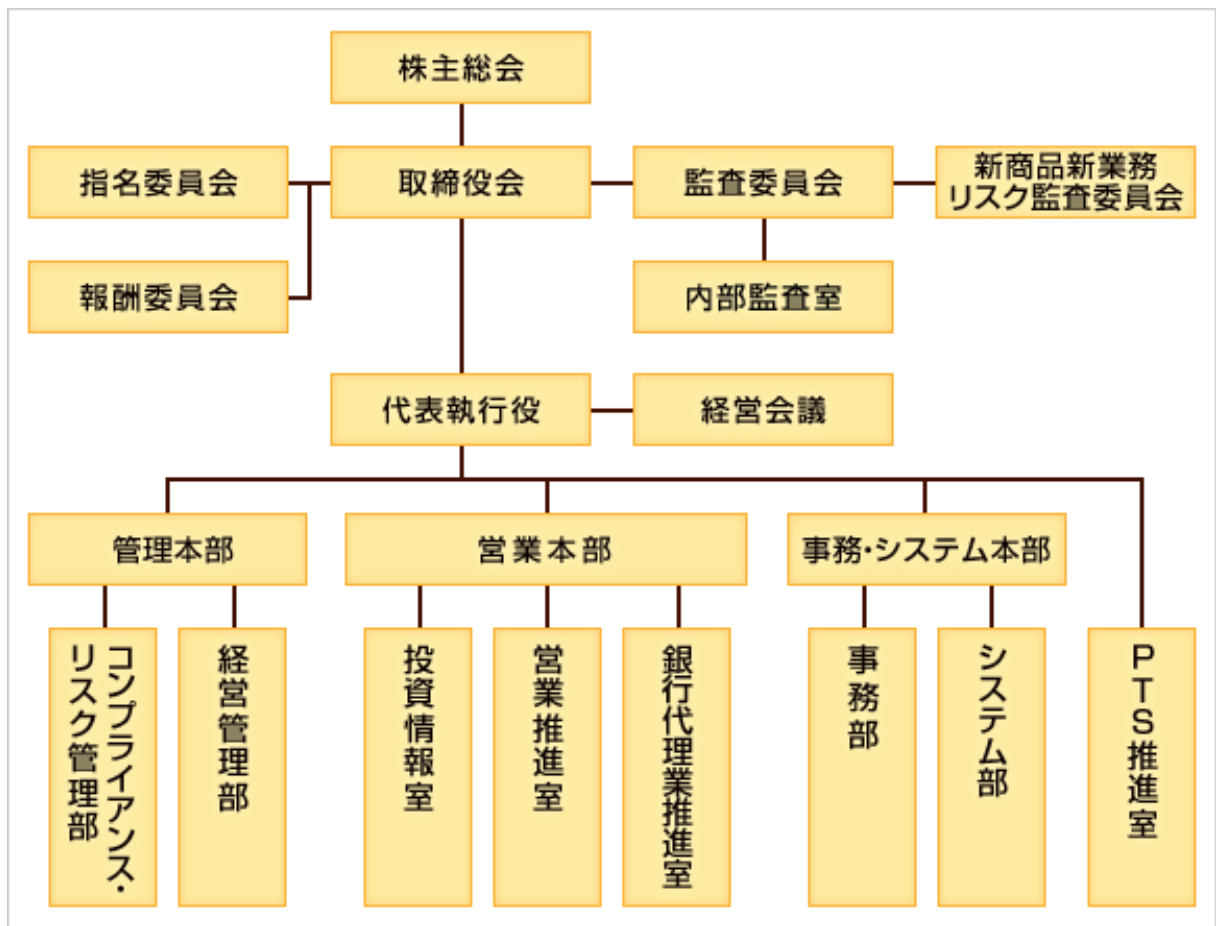 株主総会
指名委員会
取締役会
監査委員会
新商品新業務
リスク監査委員会
報酬委員会
内部監査室
代表執行役
経営会議
管理本部
営業本部
事務・システム本部
コンプライアンス・
リスク管理部
経営管理部
投資情報室
営業推進室
銀行代理業推進室
事務部
システム部
PTS推進室